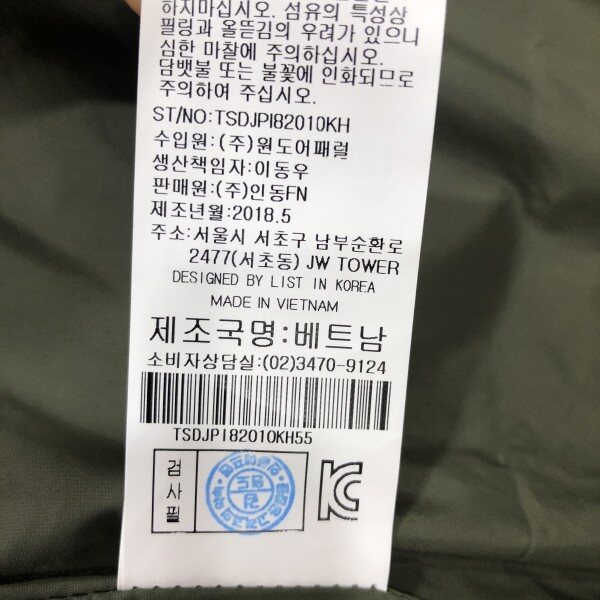 하지마십시오. 섬유의 특성상
필링과 올뜯김의 우려가 있으니
심한 마찰에 주의하십시오.
담뱃불 또는 불꽃에 인화되므로
주의하여 주십시오.
ST/NO:TSDJPI82010KH
수입원:(주)원도어패럴
생산책임자:이동우
판매원:(주)인동FN
제조년월:2018.5
주소:서울시 서초구 남부순환로
2477(서초동) JW TOWER
DESIGNED BY LIST IN KOREA
MADE IN VIETNAM
제조국명:베트남
소비자상담실:(02)3470-9124
TSDJPI82010KH55
검사필